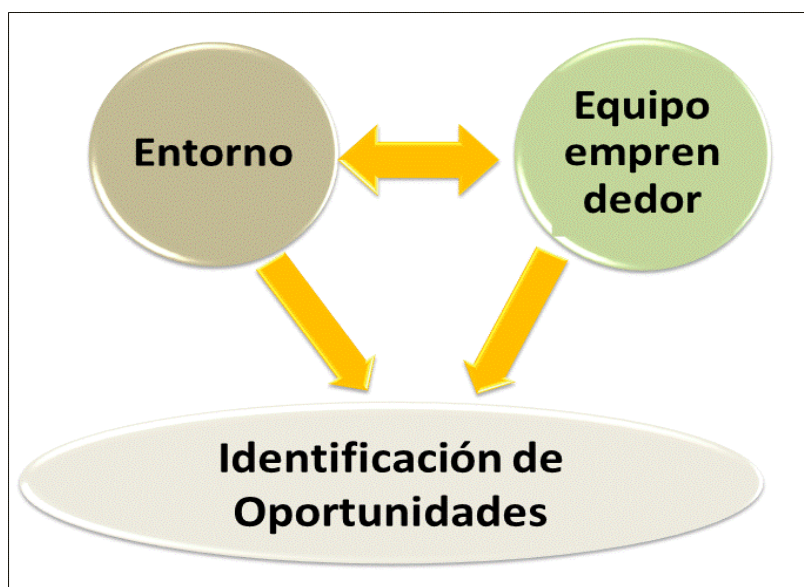 Entorno
Equipo
empren
dedor
Identificación de
Oportunidades